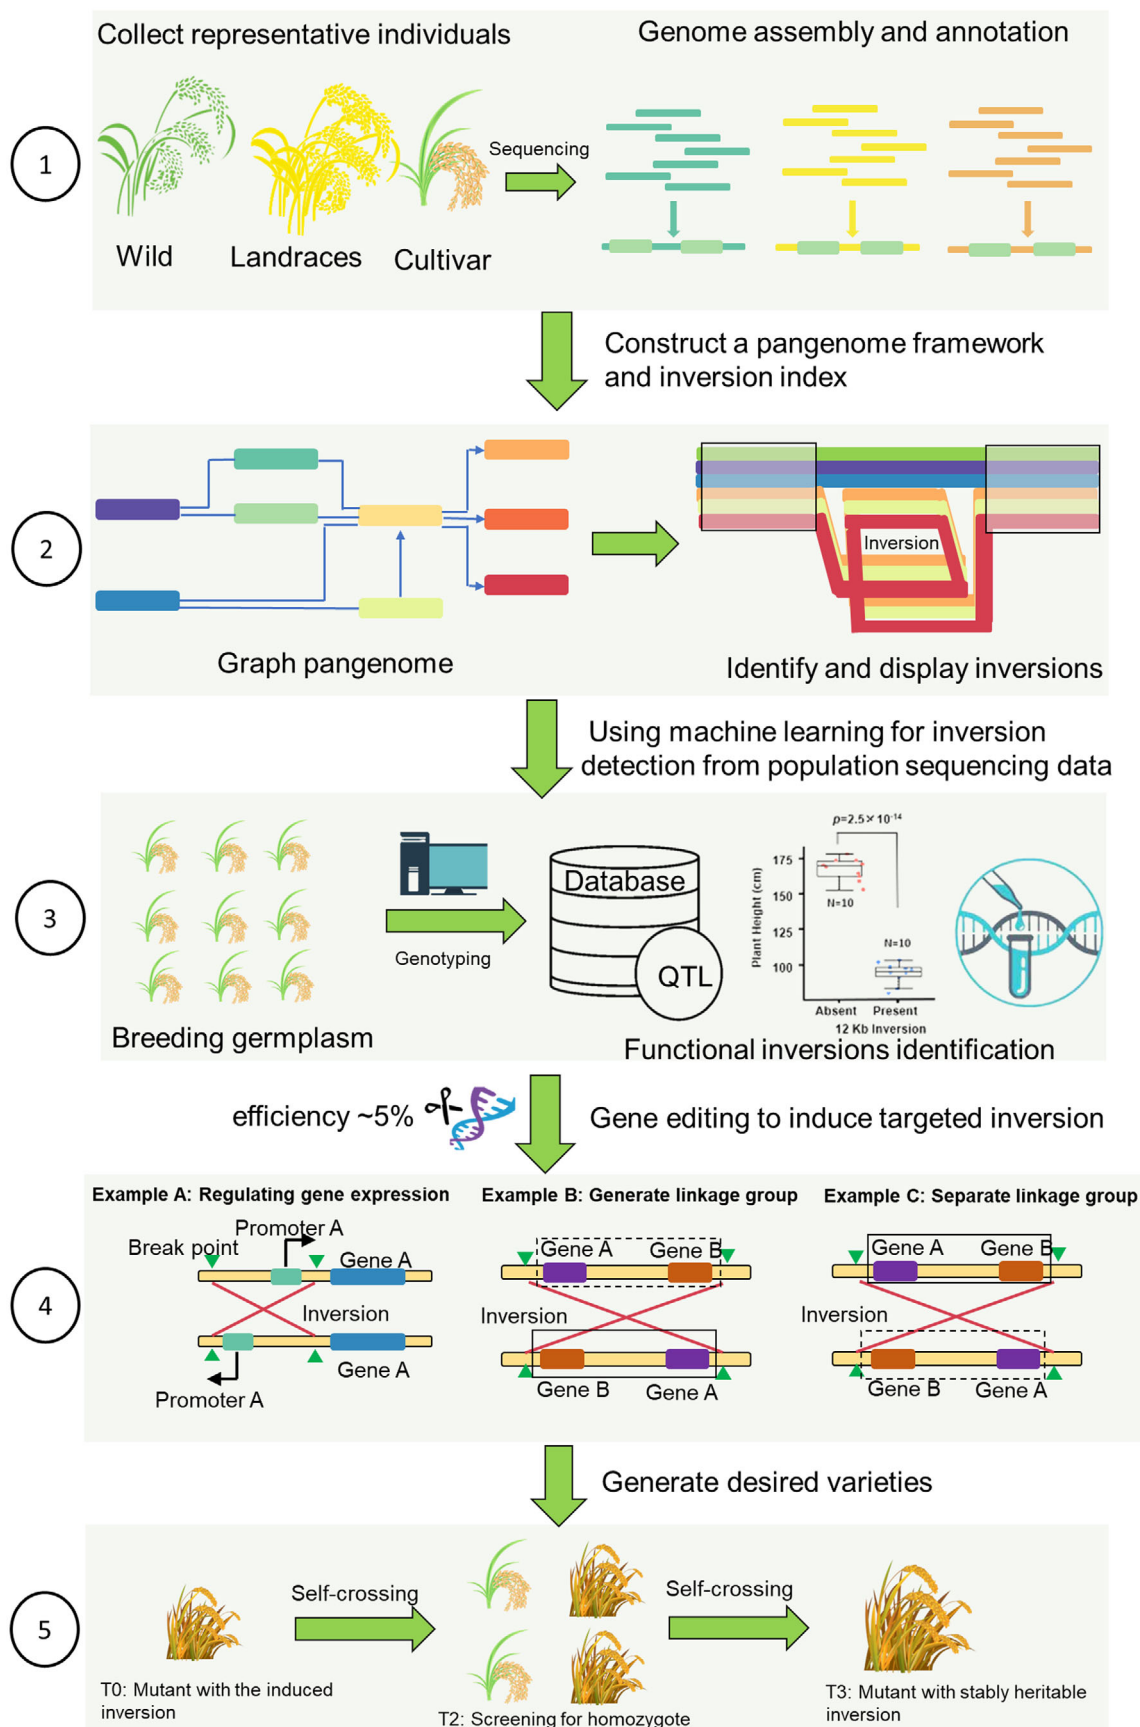 Collect representative individuals
Genome assembly and annotation
1
Sequencing
Wild
Landraces
Cultivar
Construct a pangenome framework
and inversion index
2
Inversion
Graph pangenome
Identify and display inversions
Using machine learning for inversion
detection from population sequencing data
3
Genotyping
Breeding germplasm
Database
QTL
p=2.5×10⁻¹⁴
Plant Height (cm)
175
150
125
100
N=10
N=10
Absent
Present
12 Kb Inversion
Functional inversions identification
efficiency ~5%
Gene editing to induce targeted inversion
4
Example A: Regulating gene expression
Promoter A
Break point
Gene A
Inversion
Gene A
Promoter A
Example B: Generate linkage group
Gene A
Gene B
Inversion
Gene B
Gene A
Example C: Separate linkage group
Gene A
Gene B
Inversion
Gene B
Gene A
Generate desired varieties
5
Self-crossing
Self-crossing
T0: Mutant with the induced
inversion
T2: Screening for homozygote
T3: Mutant with stably heritable
inversion